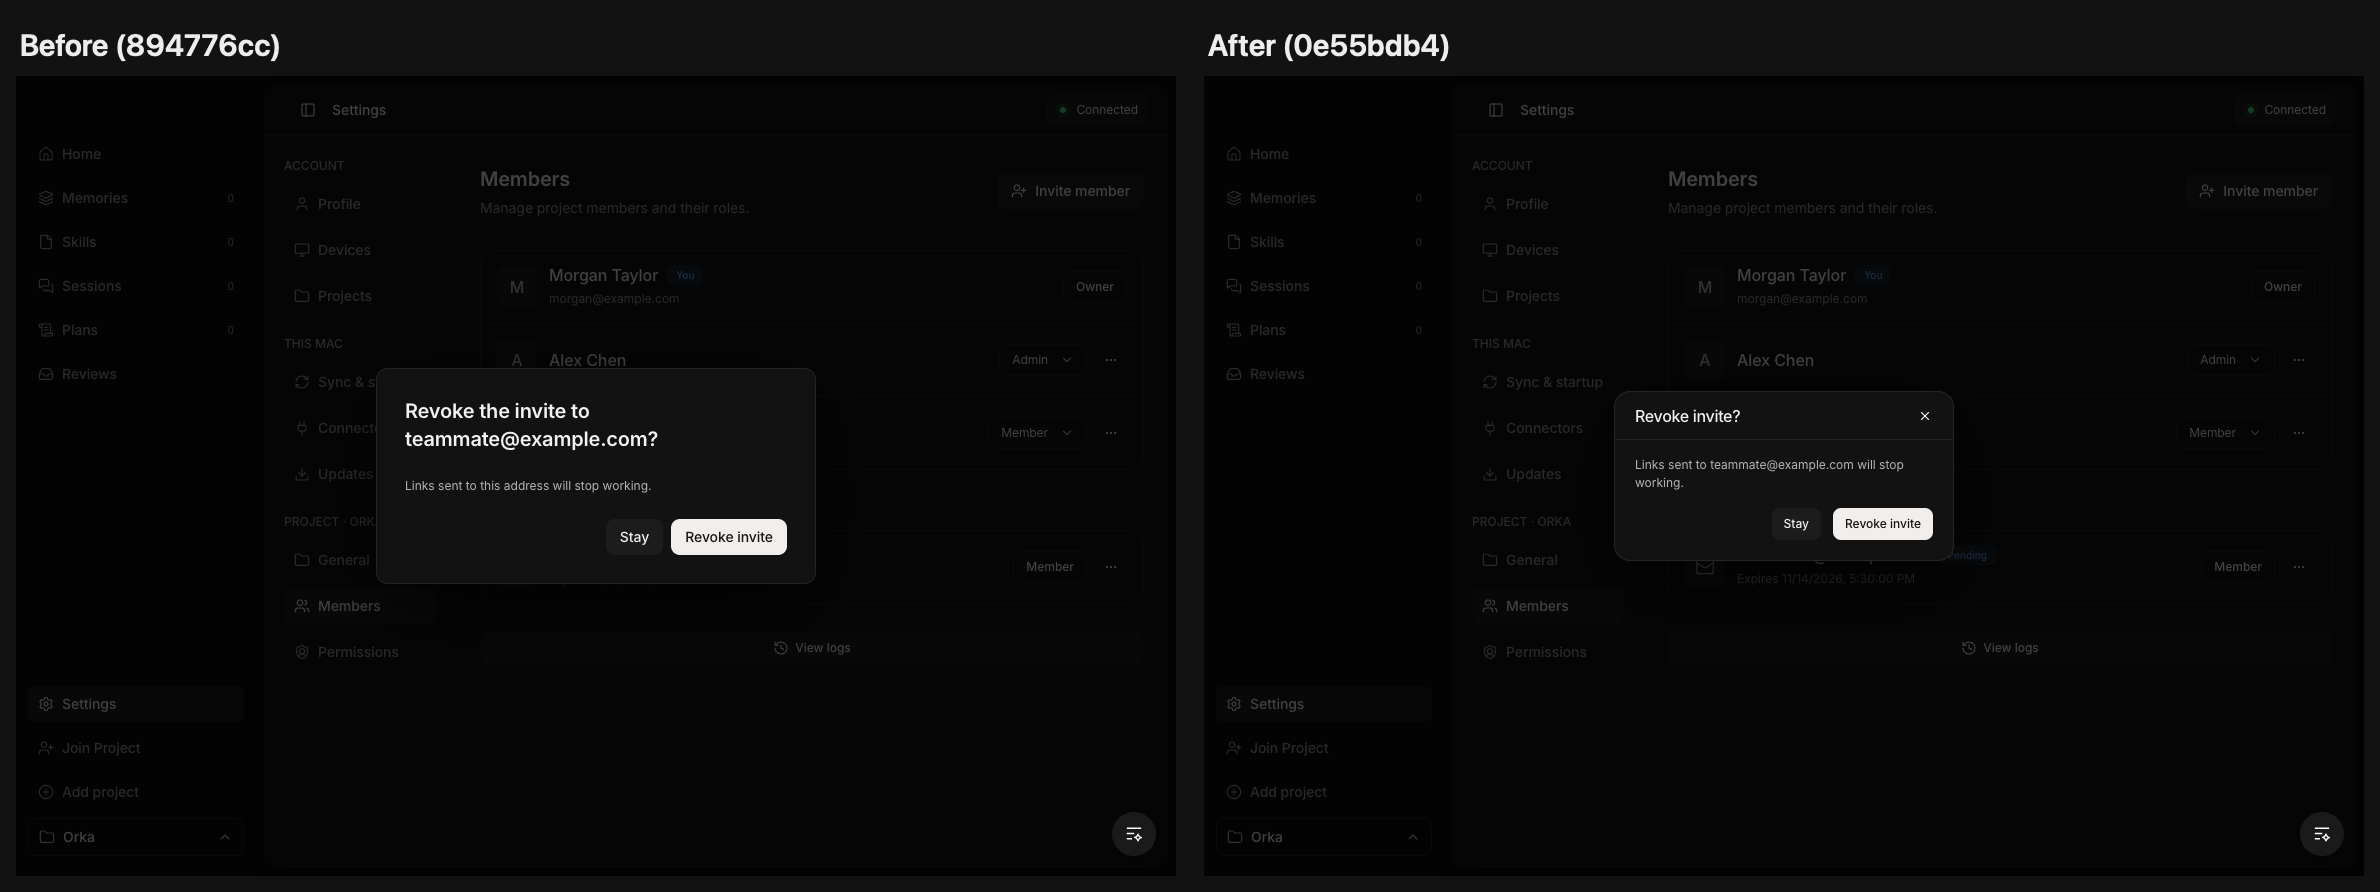 Before (894776cc)
Settings
Connected
Home
Memories 0
Skills 0
Sessions 0
Plans 0
Reviews
ACCOUNT
Profile
Devices
Projects
THIS MAC
Sync & s
Connect
Updates
PROJECT · ORK
General
Members
Permissions
Members
Manage project members and their roles.
Invite member
M
Morgan Taylor You
morgan@example.com
Owner
A
Alex Chen
Admin
Member
Revoke the invite to
teammate@example.com?
Links sent to this address will stop working.
Stay
Revoke invite
Member
View logs
Settings
Join Project
Add project
Orka
After (0e55bdb4)
Settings
Connected
Home
Memories 0
Skills 0
Sessions 0
Plans 0
Reviews
ACCOUNT
Profile
Devices
Projects
THIS MAC
Sync & startup
Connectors
Updates
PROJECT · ORKA
General
Members
Permissions
Members
Manage project members and their roles.
Invite member
M
Morgan Taylor You
morgan@example.com
Owner
A
Alex Chen
Admin
Member
Revoke invite?
Links sent to teammate@example.com will stop
working.
Stay
Revoke invite
Pending
Expires 11/14/2026, 5:30:00 PM
Member
View logs
Settings
Join Project
Add project
Orka